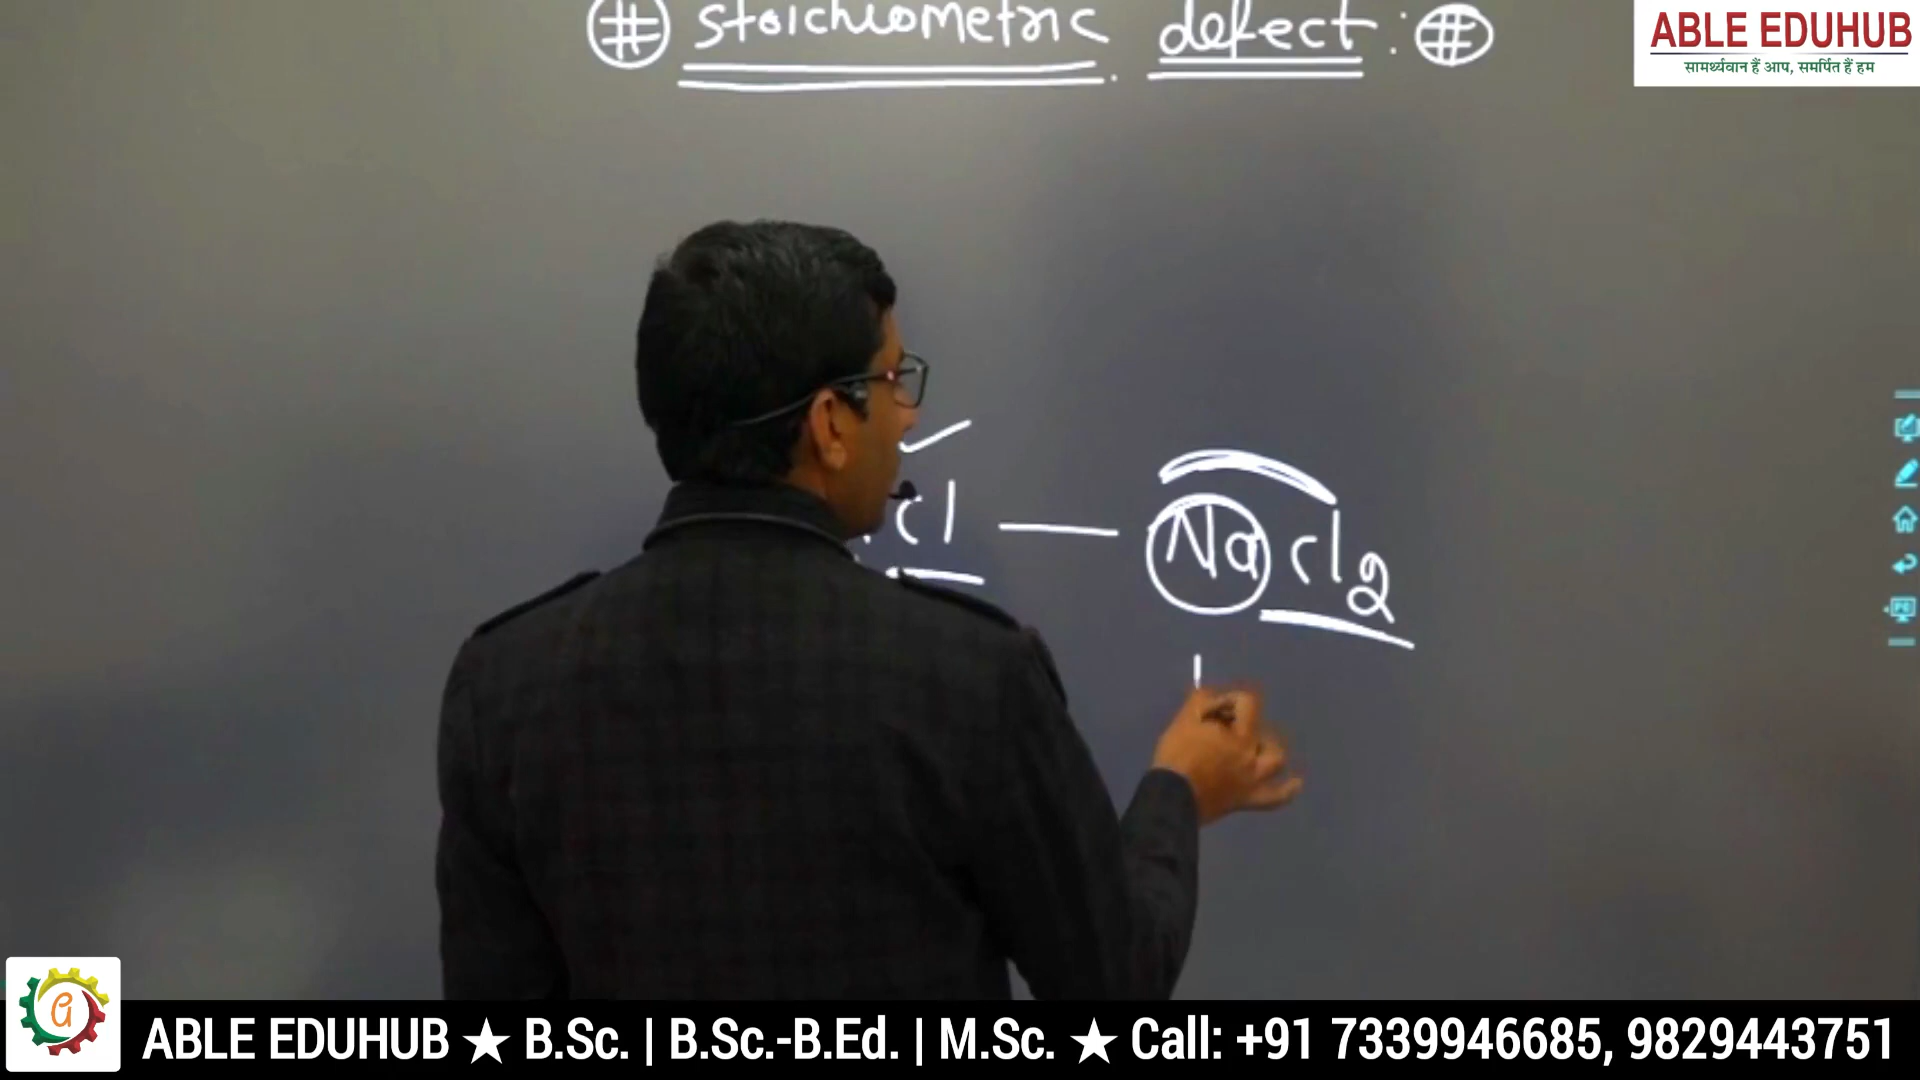 # stoichiometric defect : #
ABLE EDUHUB
सामर्थ्यवान हैं आप, समर्पित हैं हम
cl — Nacl2
ABLE EDUHUB ★ B.Sc. | B.Sc.-B.Ed. | M.Sc. ★ Call: +91 7339946685, 9829443751